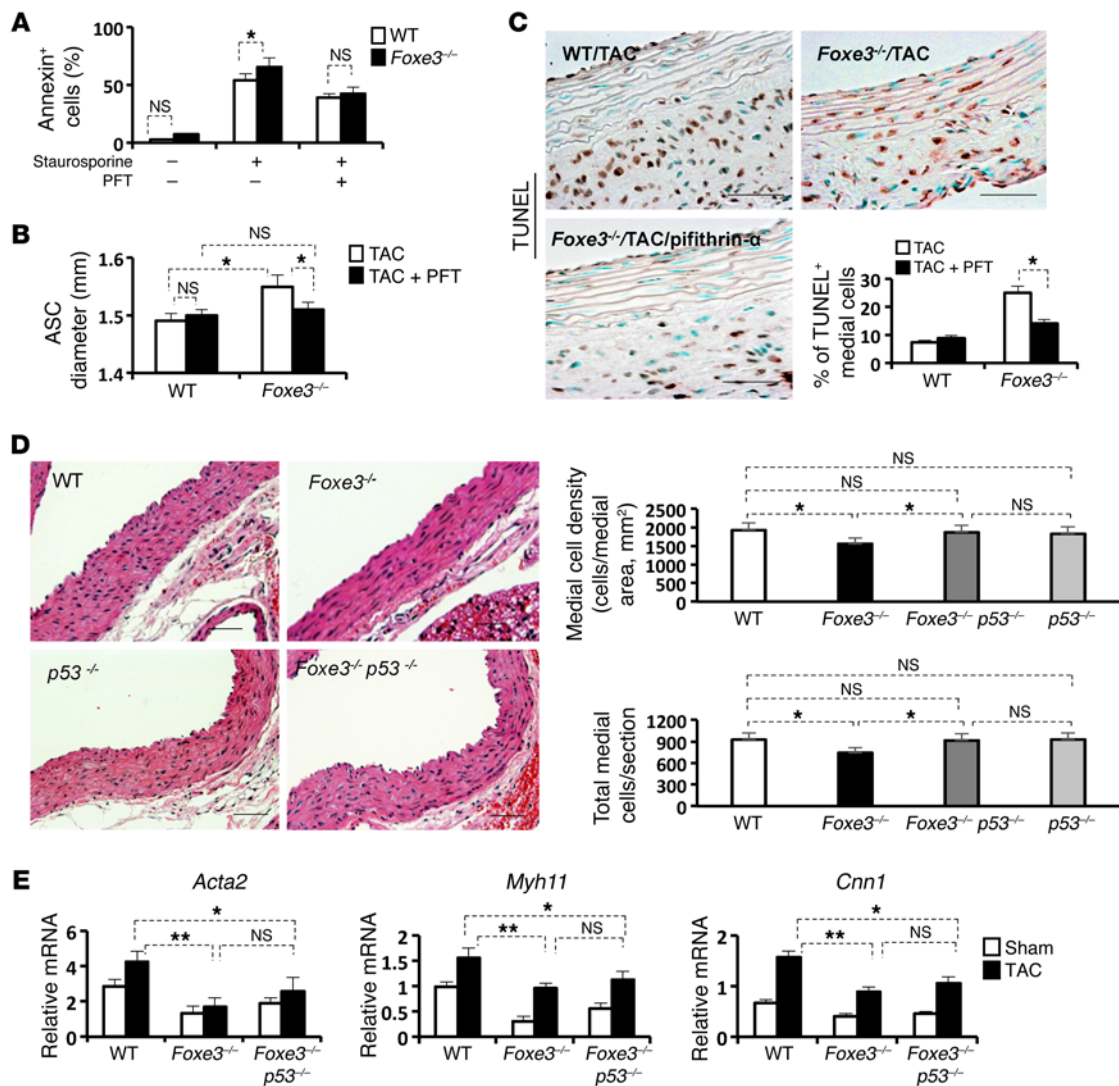 A
Annexin⁺
cells (%)
100
50
0
NS
*
NS
WT
Foxe3⁻/⁻
Staurosporine – + +
PFT – – +
B
ASC
diameter (mm)
1.6
1.5
1.4
NS
*
*
NS
TAC
TAC + PFT
WT
Foxe3⁻/⁻
C
TUNEL
WT/TAC
Foxe3⁻/⁻/TAC
Foxe3⁻/⁻/TAC/pifithrin-α
TAC
TAC + PFT
% of TUNEL⁺
medial cells
30
20
10
0
*
WT
Foxe3⁻/⁻
D
WT
Foxe3⁻/⁻
p53 ⁻/⁻
Foxe3⁻/⁻ p53 ⁻/⁻
Medial cell density
(cells/medial
area, mm²)
2500
2000
1500
1000
500
0
NS
NS
* * NS
WT Foxe3⁻/⁻ Foxe3⁻/⁻ p53⁻/⁻ p53⁻/⁻
Total medial
cells/section
1200
900
600
300
0
NS
NS
* * NS
WT Foxe3⁻/⁻ Foxe3⁻/⁻ p53⁻/⁻ p53⁻/⁻
E
Acta2
Relative mRNA
6
4
2
0
*
** NS
WT Foxe3⁻/⁻ Foxe3⁻/⁻
p53⁻/⁻
Myh11
Relative mRNA
2
1.5
1
0.5
0
*
** NS
WT Foxe3⁻/⁻ Foxe3⁻/⁻
p53⁻/⁻
Cnn1
Relative mRNA
2
1.5
1
0.5
0
*
** NS
WT Foxe3⁻/⁻ Foxe3⁻/⁻
p53⁻/⁻
Sham
TAC